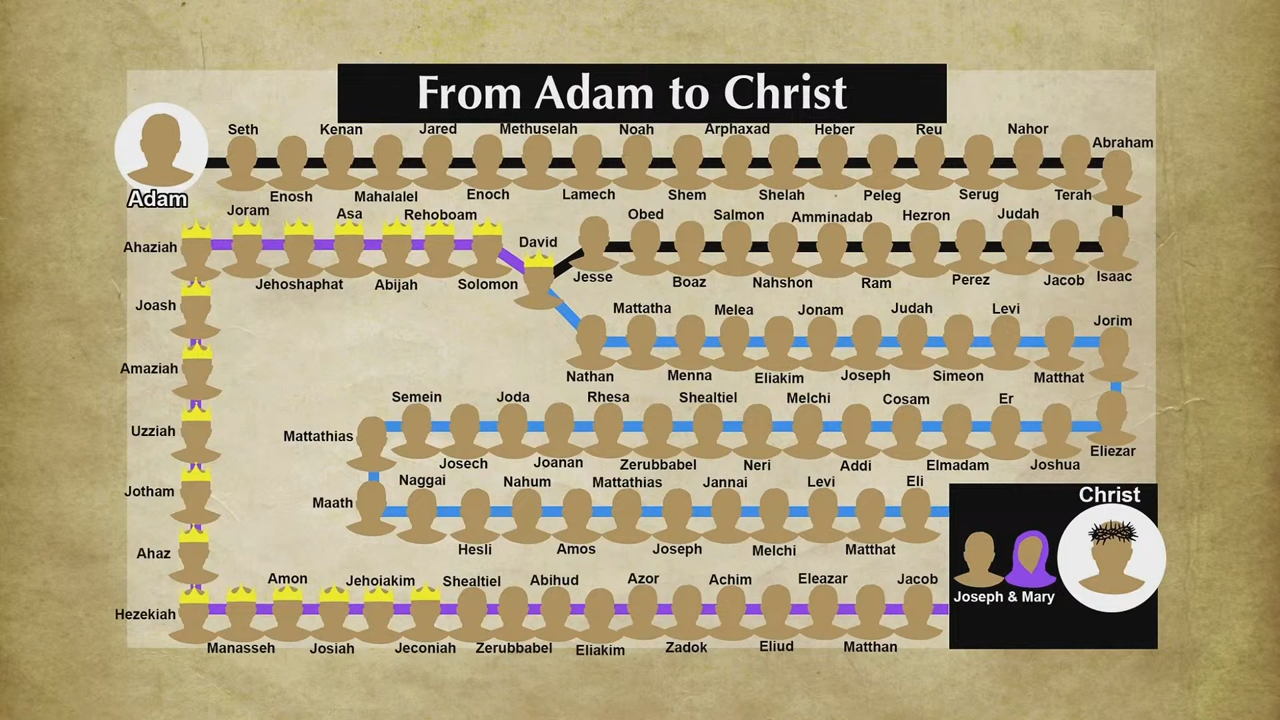 From Adam to Christ
Seth Kenan Jared Methuselah Noah Arphaxad Heber Reu Nahor Abraham
Adam Enosh Mahalalel Enoch Lamech Shem Shelah Peleg Serug Terah
Joram Asa Rehoboam David Obed Salmon Amminadab Hezron Judah
Ahaziah Jehoshaphat Abijah Solomon Jesse Boaz Nahshon Ram Perez Jacob Isaac
Joash Mattatha Melea Jonam Judah Levi Jorim
Amaziah Nathan Menna Eliakim Joseph Simeon Matthat
Semein Joda Rhesa Shealtiel Melchi Cosam Er
Uzziah Mattathias Josech Joanan Zerubbabel Neri Addi Elmadam Joshua Eliezar
Jotham Maath Naggai Nahum Mattathias Jannai Levi Eli Christ
Ahaz Hesli Amos Joseph Melchi Matthat
Amon Jehoiakim Shealtiel Abihud Azor Achim Eleazar Jacob Joseph & Mary
Hezekiah Manasseh Josiah Jeconiah Zerubbabel Eliakim Zadok Eliud Matthan